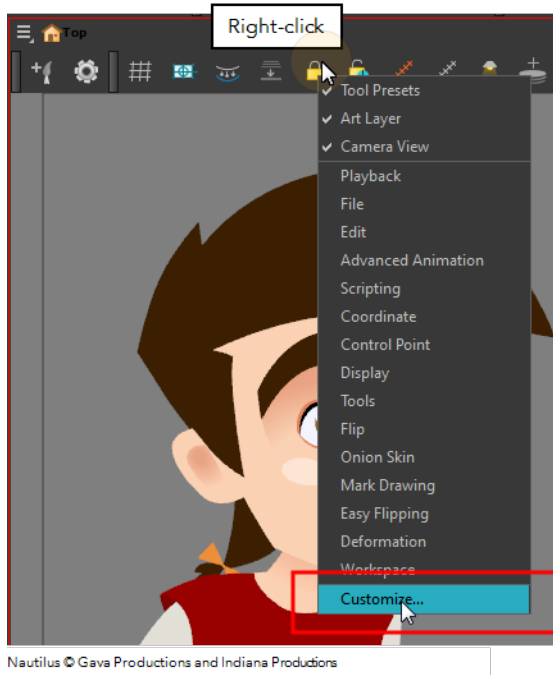 Right-click
Top
Tool Presets
Art Layer
Camera View
Playback
File
Edit
Advanced Animation
Scripting
Coordinate
Control Point
Display
Tools
Flip
Onion Skin
Mark Drawing
Easy Flipping
Deformation
Workspace
Customize...
Nautilus © Gava Productions and Indiana Productions